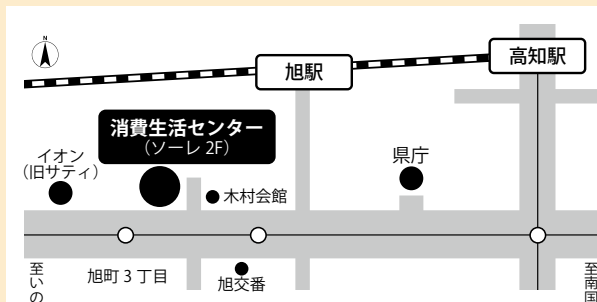 N
旭駅
高知駅
消費生活センター
（ソーレ 2F）
イオン
（旧サティ）
木村会館
県庁
至いの
旭町 3 丁目
旭交番
至南国